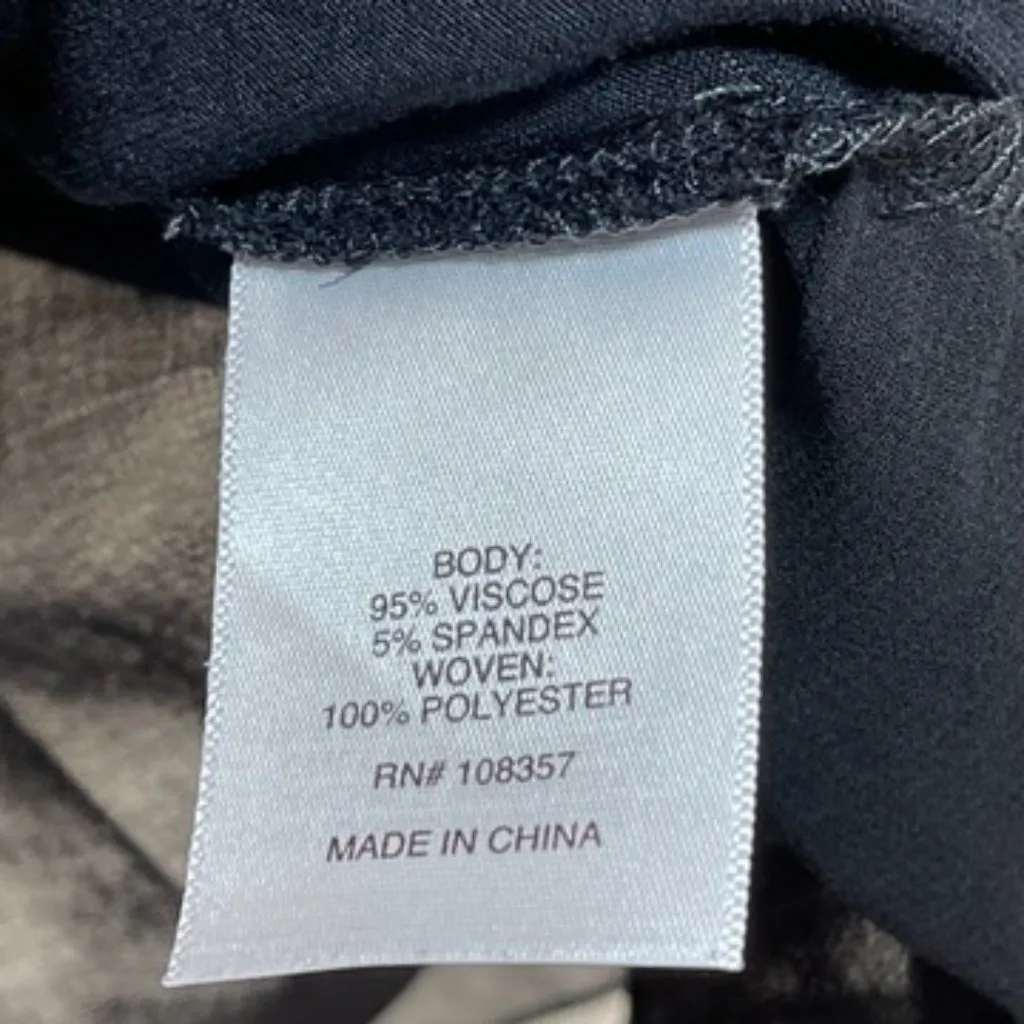 BODY:
95% VISCOSE
5% SPANDEX
WOVEN:
100% POLYESTER
RN# 108357
MADE IN CHINA